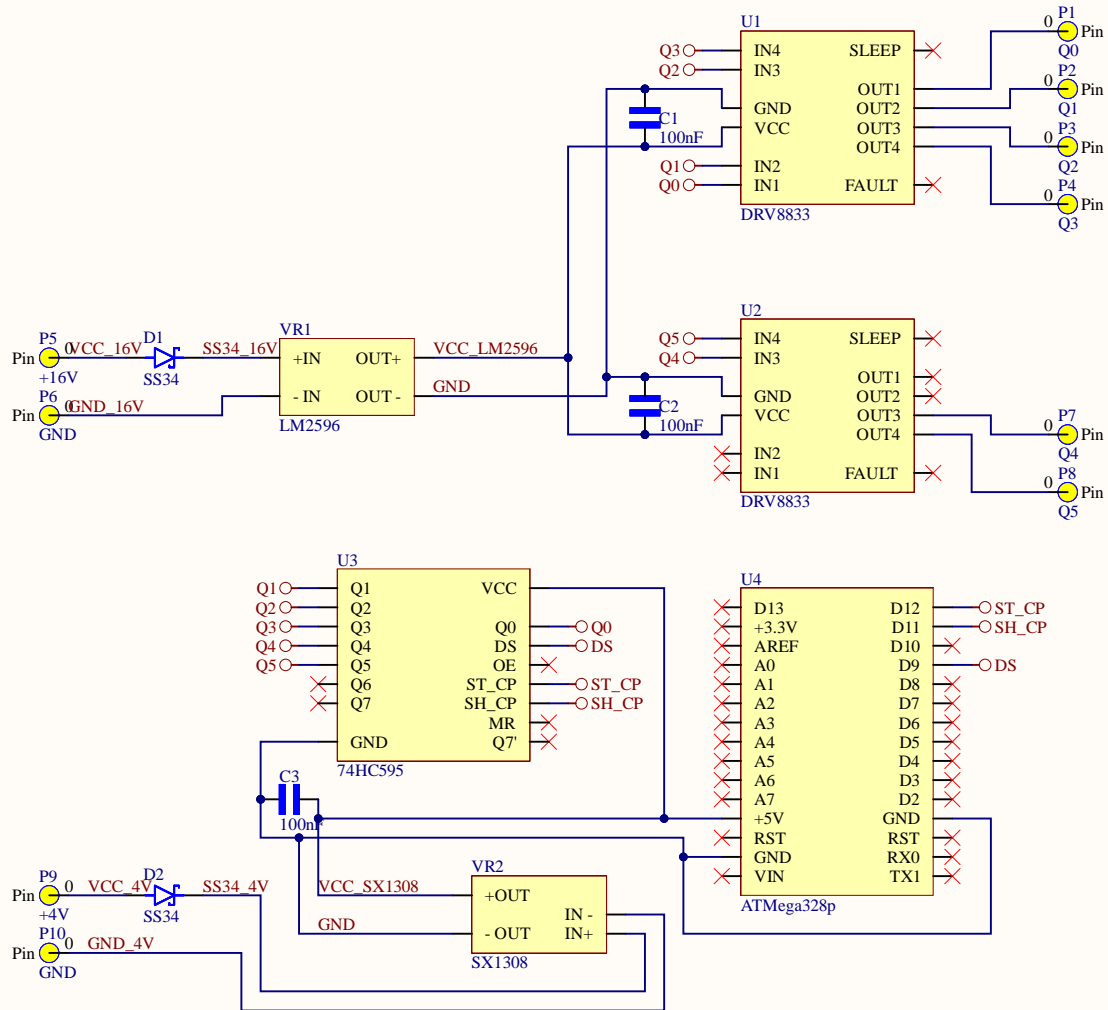 U1
P1
0 Pin
Q0
Q3 IN4 SLEEP
Q2 IN3
P2
OUT1 0 Pin
GND OUT2 Q1
C1
VCC OUT3 P3
100nF OUT4 0 Pin
Q2
Q1 IN2
Q0 IN1 FAULT P4
0 Pin
DRV8833 Q3
U2
P5 D1 VR1 Q5 IN4 SLEEP
Pin 0 VCC_16V SS34_16V +IN OUT+ VCC_LM2596 Q4 IN3
+16V SS34 OUT1
P6 GND GND OUT2
Pin 0 GND_16V - IN OUT - C2 VCC OUT3 P7
GND LM2596 100nF OUT4 0 Pin
Q4
IN2
IN1 FAULT P8
0 Pin
DRV8833 Q5
U3
U4
Q1 Q1 VCC
Q2 Q2 D13 D12 ST_CP
Q3 Q3 Q0 Q0 +3.3V D11 SH_CP
Q4 Q4 DS DS AREF D10
Q5 Q5 OE A0 D9 DS
Q6 ST_CP ST_CP A1 D8
Q7 SH_CP SH_CP A2 D7
MR A3 D6
GND Q7' A4 D5
74HC595 A5 D4
C3 A6 D3
A7 D2
100nF +5V GND
RST RST
GND RX0
P9 D2 VR2 VIN TX1
Pin 0 VCC_4V SS34_4V VCC_SX1308 +OUT ATMega328p
+4V SS34 IN -
P10 GND - OUT IN+
Pin 0 GND_4V
GND SX1308